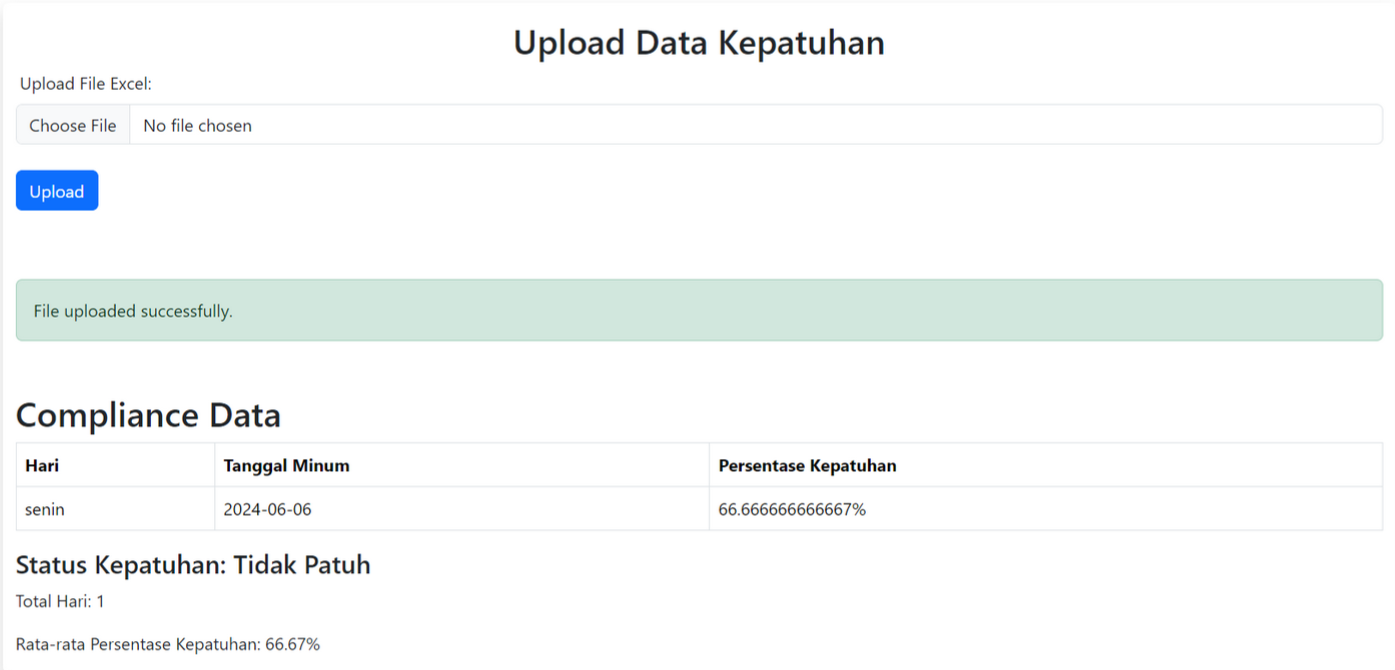 Upload Data Kepatuhan
Upload File Excel:
Choose File No file chosen
Upload
File uploaded successfully.
Compliance Data
Hari Tanggal Minum Persentase Kepatuhan
senin 2024-06-06 66.666666666667%
Status Kepatuhan: Tidak Patuh
Total Hari: 1
Rata-rata Persentase Kepatuhan: 66.67%